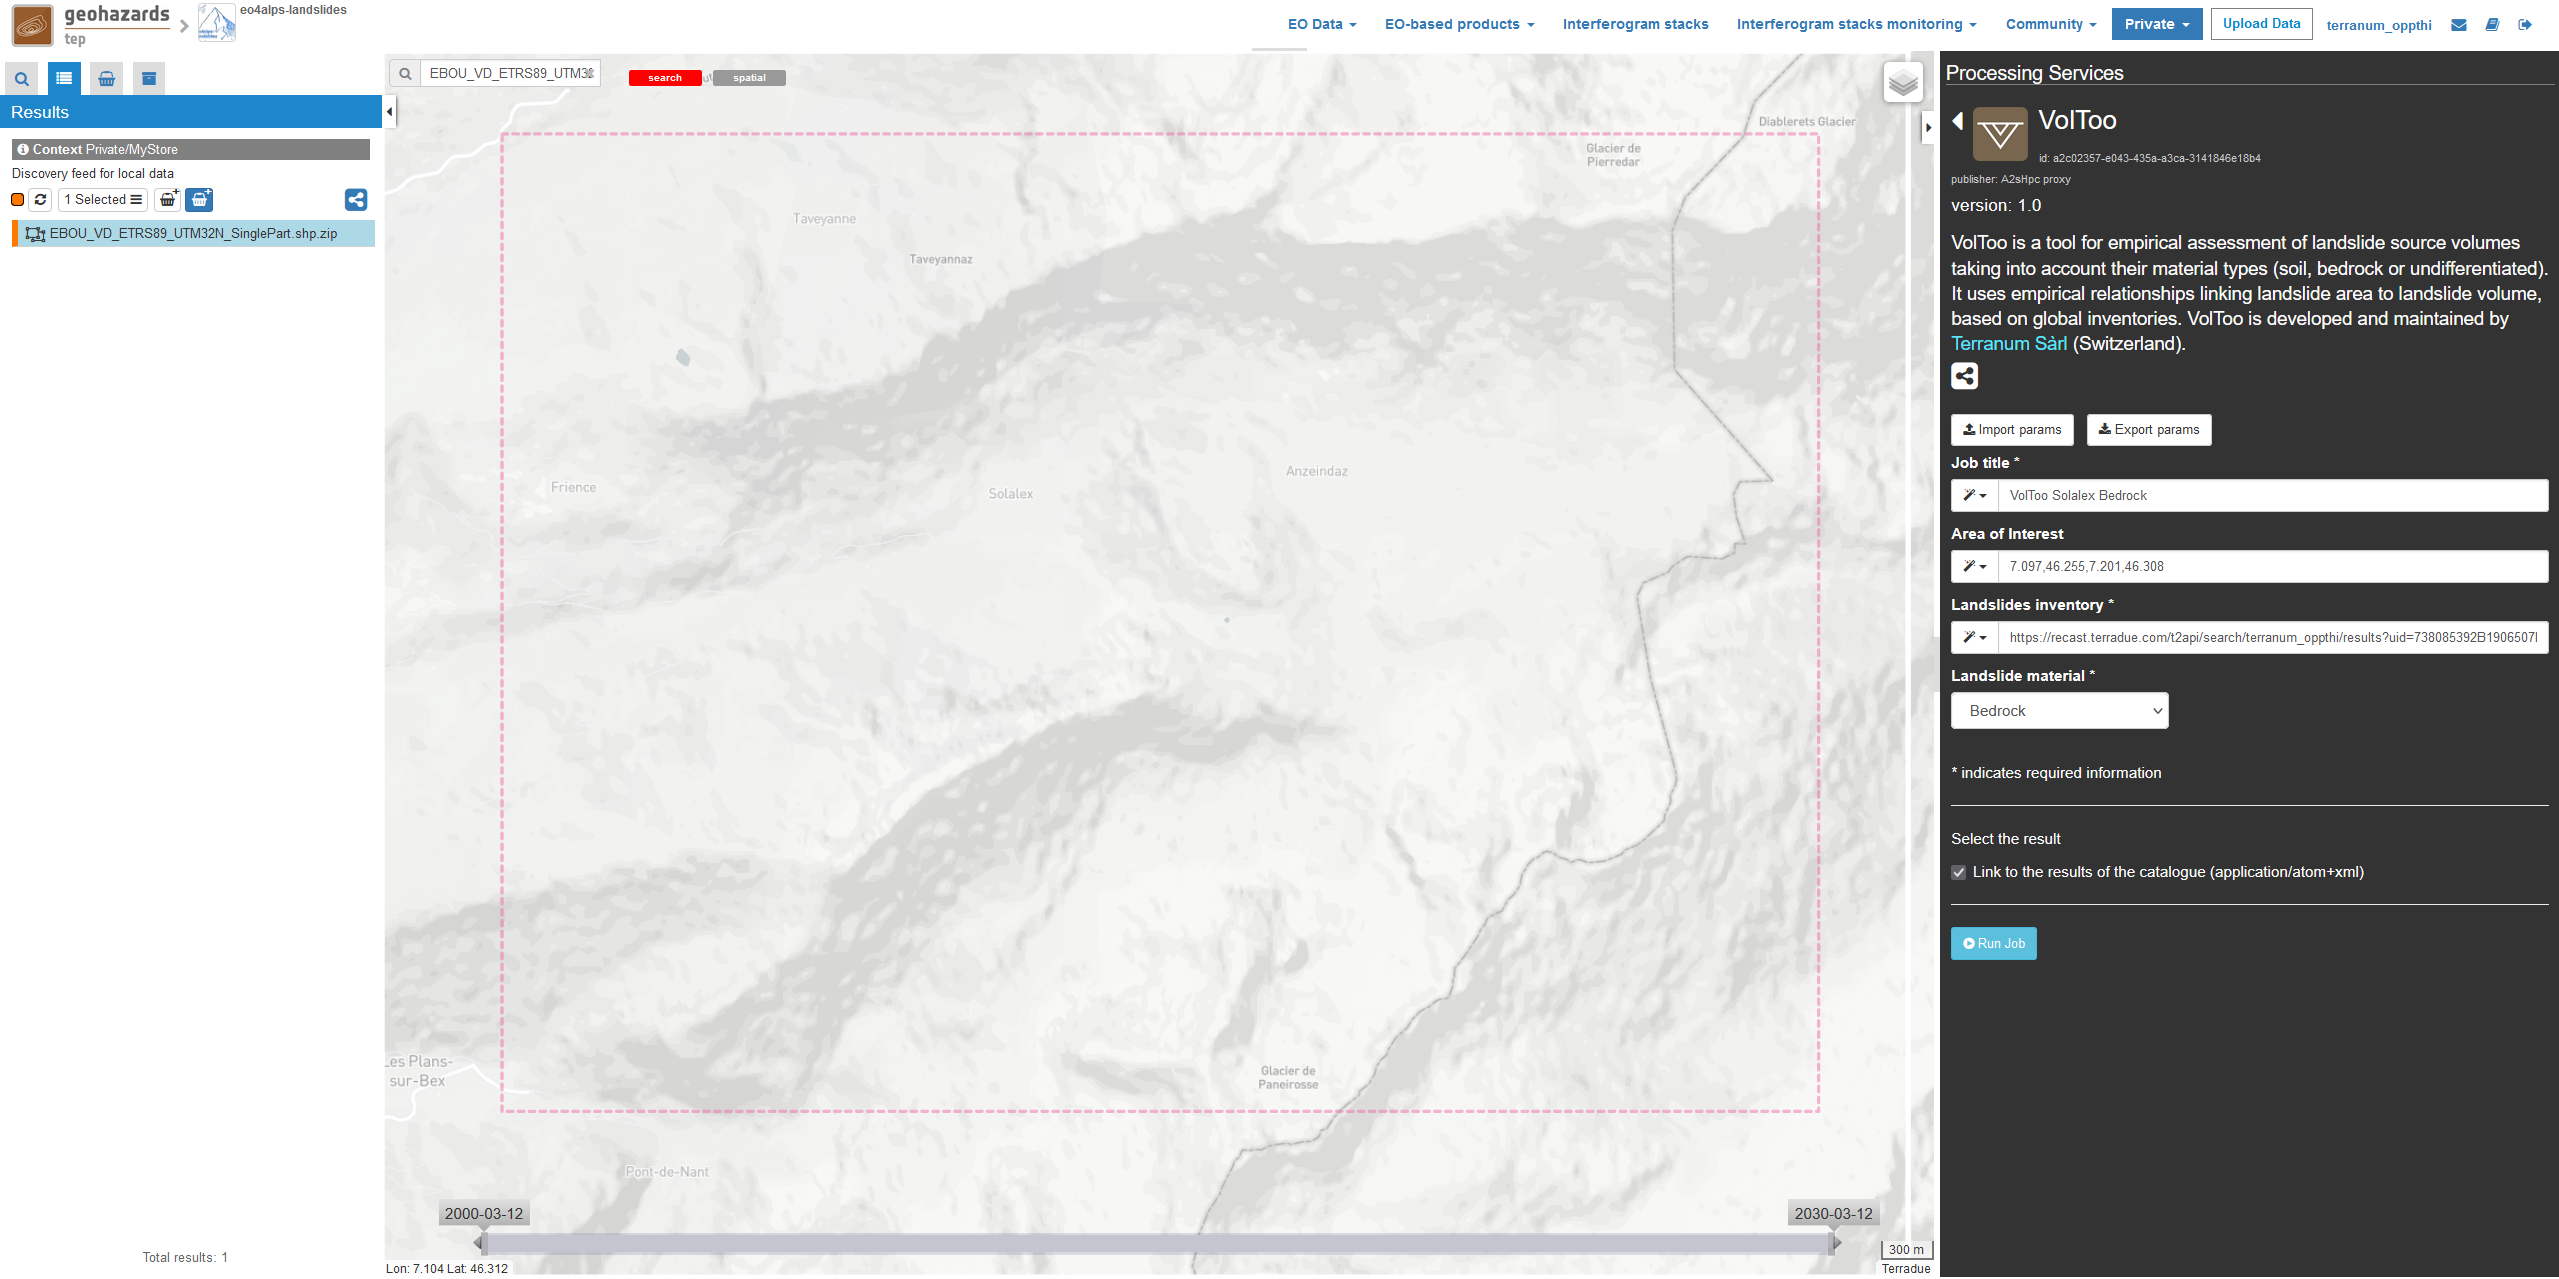 geohazards
tep
eo4alps-landslides
EO Data
EO-based products
Interferogram stacks
Interferogram stacks monitoring
Community
Private
Upload Data
terranum_oppthi
Results
Context Private/MyStore
Discovery feed for local data
1 Selected
EBOU_VD_ETRS89_UTM32N_SinglePart.shp.zip
Total results: 1
EBOU_VD_ETRS89_UTM3
search
spatial
Diablerets Glacier
Glacier de
Pierredar
Taveyanne
Taveyannaz
Frience
Solalex
Anzeindaz
Les Plans-
sur-Bex
Glacier de
Paneirosse
Pont-de-Nant
2000-03-12
2030-03-12
300 m
Lon: 7.104 Lat: 46.312
Terradue
Processing Services
VolToo
id: a2c02357-e043-435a-a3ca-3141846e18b4
publisher: A2sHpc proxy
version: 1.0
VolToo is a tool for empirical assessment of landslide source volumes
taking into account their material types (soil, bedrock or undifferentiated).
It uses empirical relationships linking landslide area to landslide volume,
based on global inventories. VolToo is developed and maintained by
Terranum Sàrl (Switzerland).
Import params
Export params
Job title *
VolToo Solalex Bedrock
Area of Interest
7.097,46.255,7.201,46.308
Landslides inventory *
https://recast.terradue.com/t2api/search/terranum_oppthi/results?uid=738085392B1906507
Landslide material *
Bedrock
* indicates required information
Select the result
Link to the results of the catalogue (application/atom+xml)
Run Job